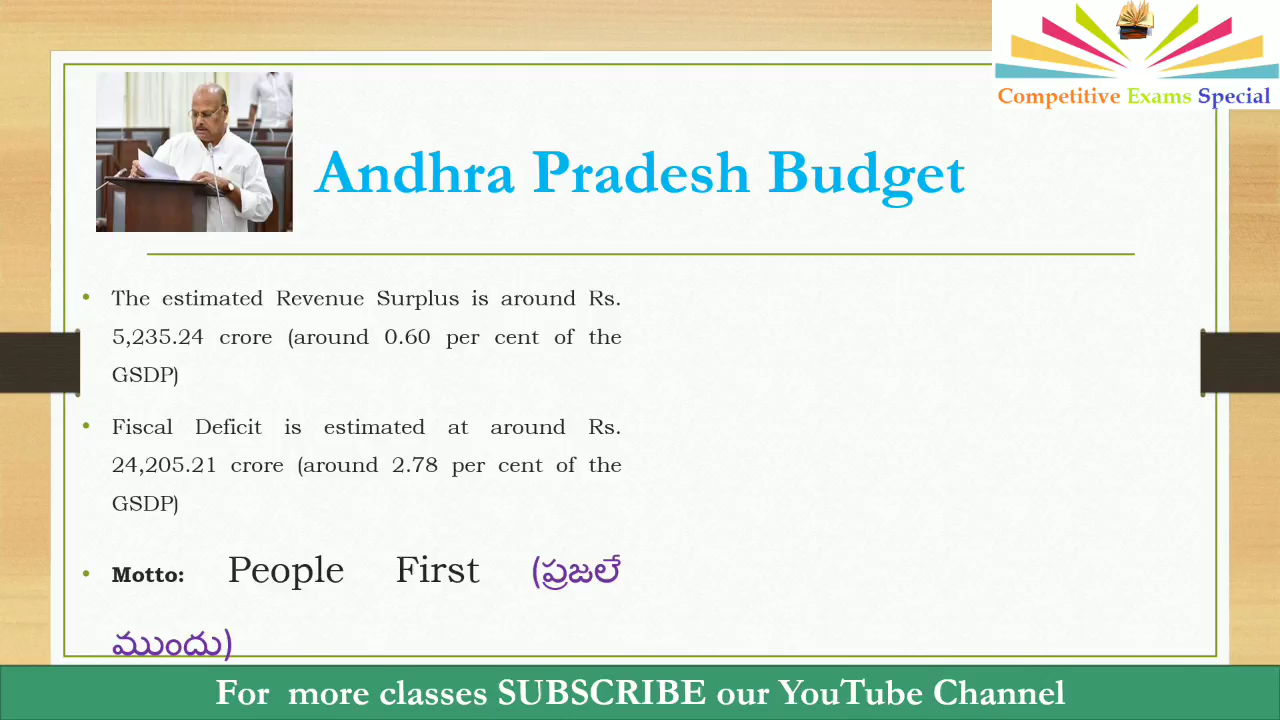 Competitive Exams Special
Andhra Pradesh Budget
• The estimated Revenue Surplus is around Rs.
5,235.24 crore (around 0.60 per cent of the
GSDP)
• Fiscal Deficit is estimated at around Rs.
24,205.21 crore (around 2.78 per cent of the
GSDP)
• Motto: People First (ప్రజలే
ముందు)
For more classes SUBSCRIBE our YouTube Channel